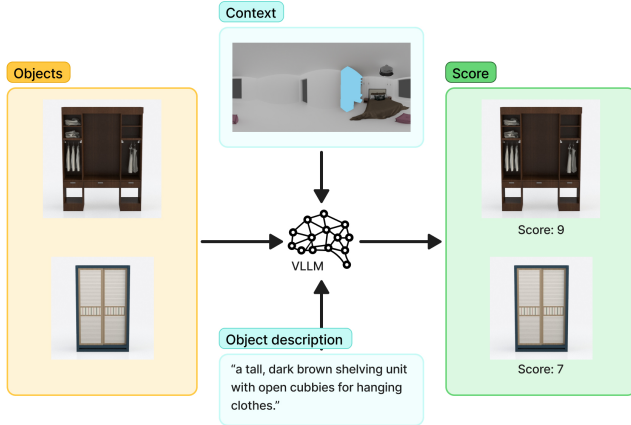 Context
Objects
Score
VLLM
Score: 9
Object description
“a tall, dark brown shelving unit
with open cubbies for hanging
clothes.”
Score: 7